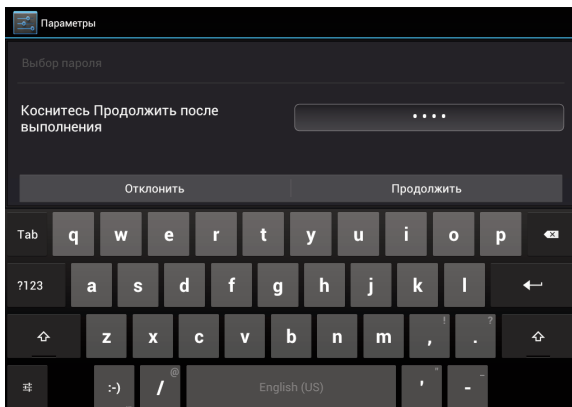 Параметры
Выбор пароля
Коснитесь Продолжить после
выполнения
••••
Отклонить Продолжить
Tab q w e r t y u i o p
?123 a s d f g h j k l
z x c v b n m , ! . ?
:-) / @ English (US) ' " - _